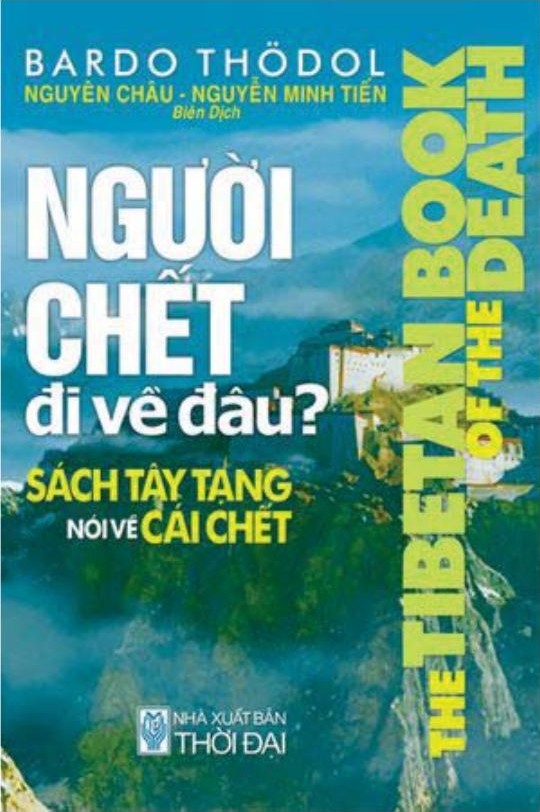 BARDO THÖDOL
NGUYÊN CHÂU - NGUYỄN MINH TIẾN
Biên Dịch
NGƯỜI
CHẾT
đi về đâu?
SÁCH TÂY TẠNG
NÓI VỀ CÁI CHẾT
THE TIBETAN BOOK
OF THE DEATH
NHÀ XUẤT BẢN
THỜI ĐẠI